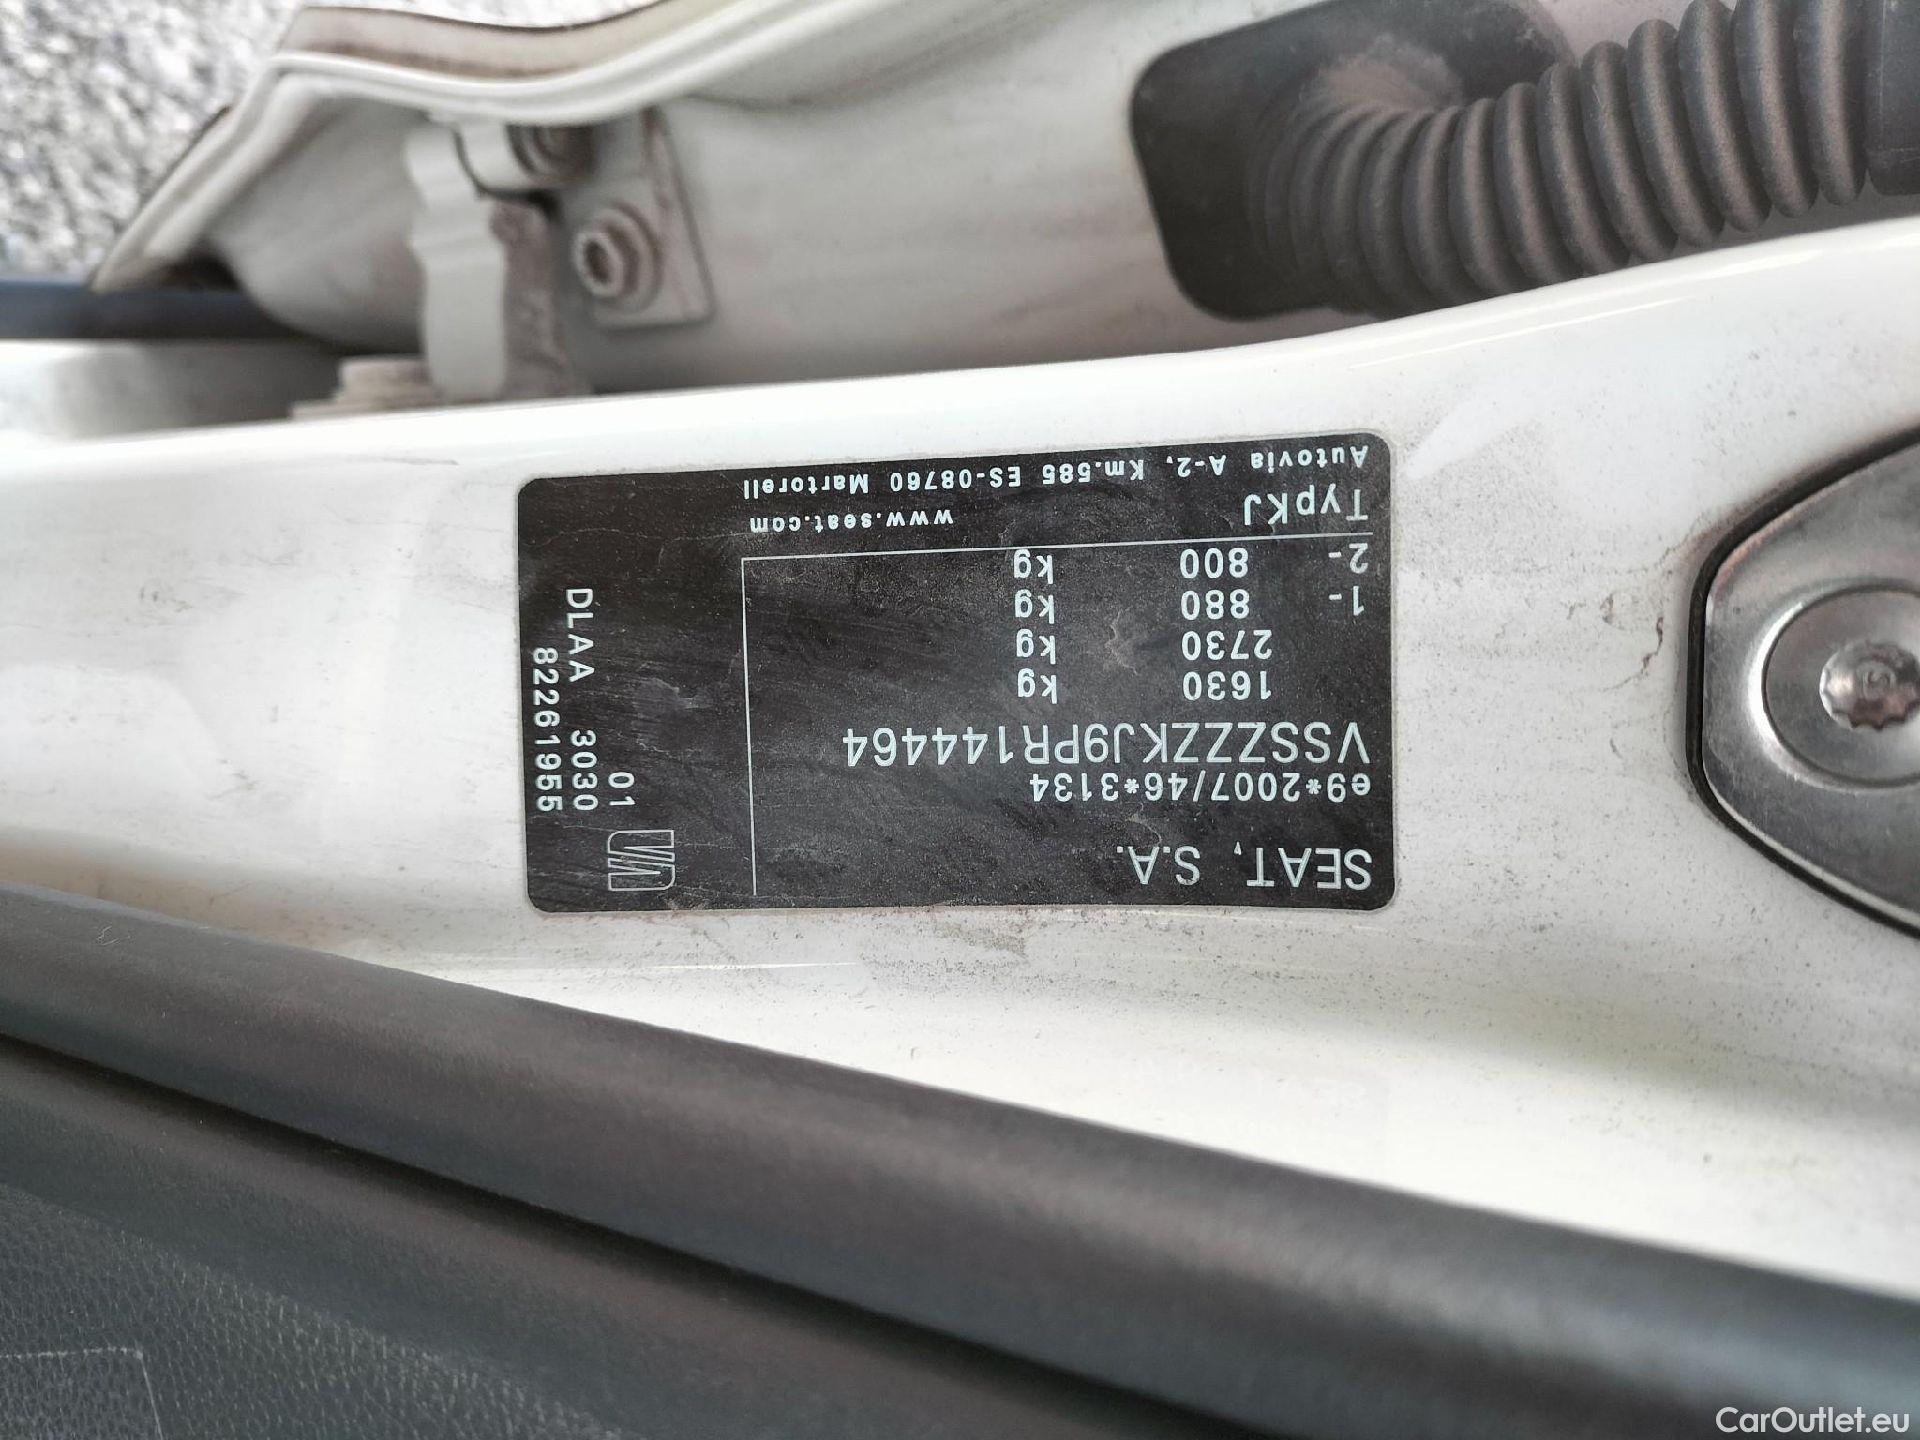 SEAT, S.A.
e9*2007/46*3134
VSSZZZKJ9PR144464
1630 kg
2730 kg
1- 880 kg
2- 800 kg
TypKJ www.seat.com
Autovia A-2, Km.585 ES-08760 Martorell
01
DLAA 3030
82261955
CarOutlet.eu